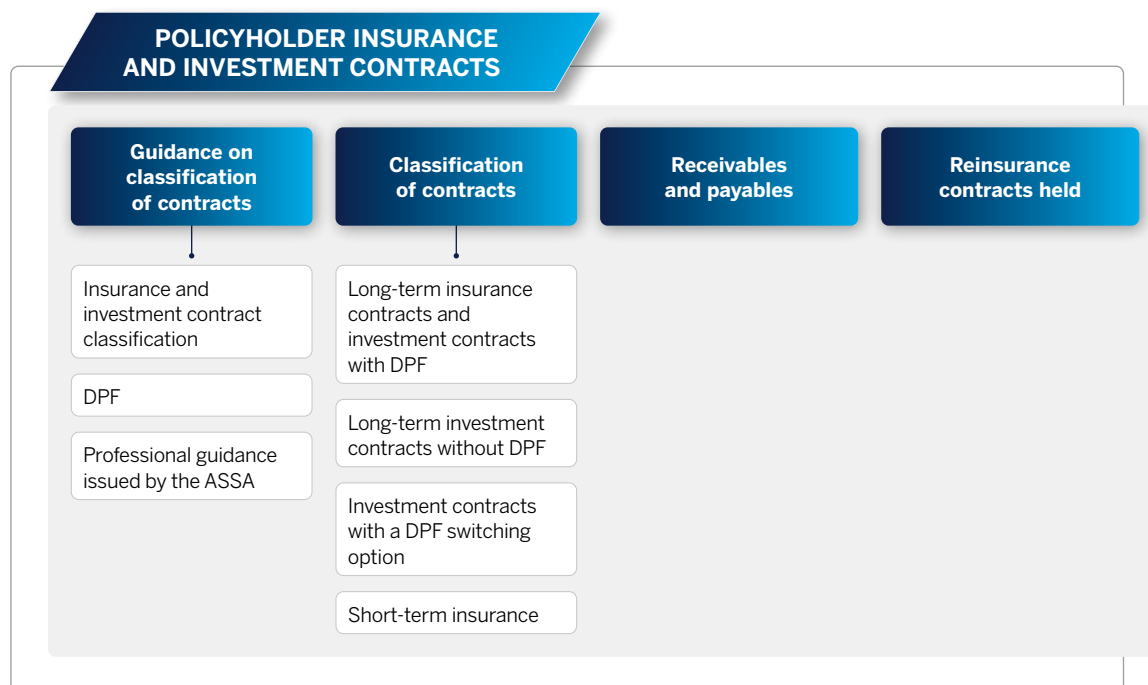 POLICYHOLDER INSURANCE
AND INVESTMENT CONTRACTS
Guidance on
classification
of contracts
Insurance and
investment contract
classification
DPF
Professional guidance
issued by the ASSA
Classification
of contracts
Long-term insurance
contracts and
investment contracts
with DPF
Long-term investment
contracts without DPF
Investment contracts
with a DPF switching
option
Short-term insurance
Receivables
and payables
Reinsurance
contracts held